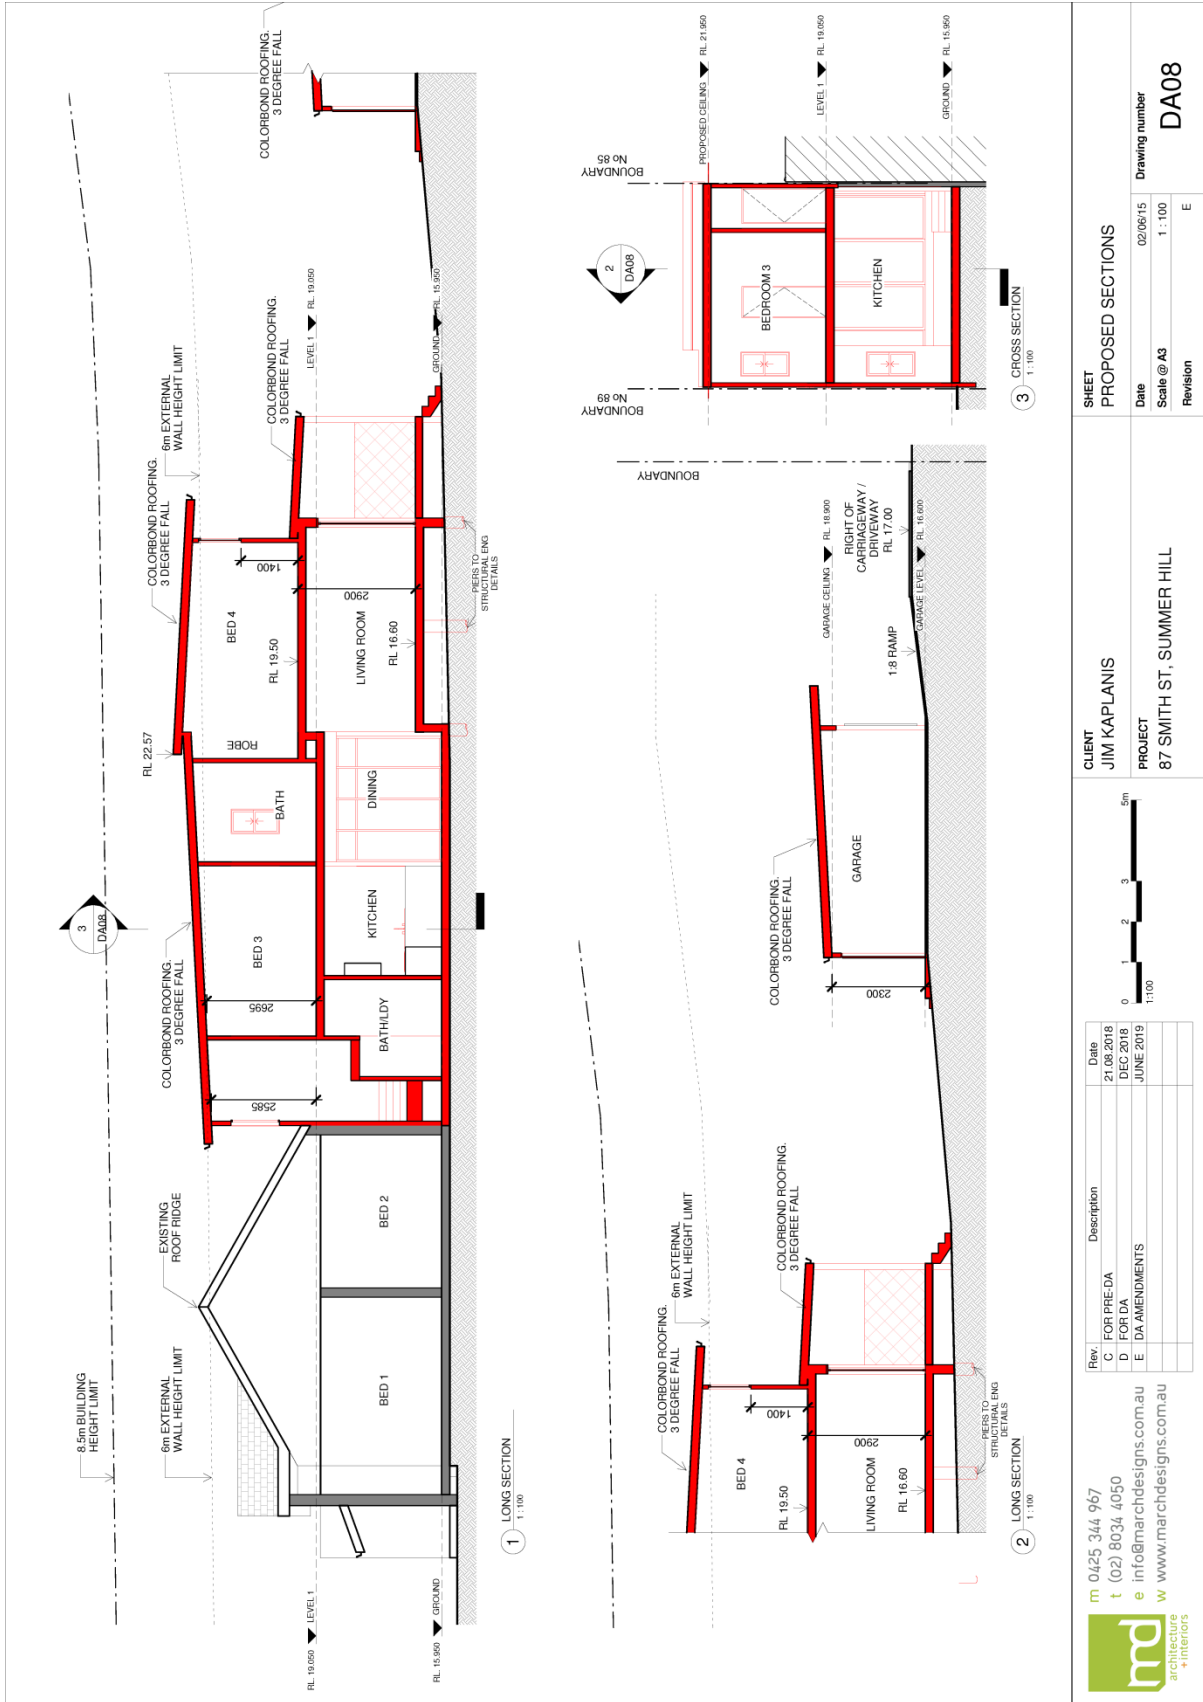 8.5m BUILDING
HEIGHT LIMIT
6m EXTERNAL
WALL HEIGHT LIMIT
EXISTING
ROOF RIDGE
COLORBOND ROOFING.
3 DEGREE FALL
3
DA08
RL 22.57
COLORBOND ROOFING.
3 DEGREE FALL
6m EXTERNAL
WALL HEIGHT LIMIT
COLORBOND ROOFING.
3 DEGREE FALL
COLORBOND ROOFING.
3 DEGREE FALL
RL. 19.050 LEVEL 1
RL. 15.950 GROUND
BED 1
BED 2
2585
2695
BED 3
BATH
ROBE
BED 4
1400
RL 19.50
BATH/LDY
KITCHEN
DINING
LIVING ROOM
2900
RL 16.60
LEVEL 1 RL. 19.050
GROUND RL. 15.950
PIERS TO
STRUCTURAL ENG
DETAILS
1 LONG SECTION
1 : 100
COLORBOND ROOFING.
3 DEGREE FALL
6m EXTERNAL
WALL HEIGHT LIMIT
COLORBOND ROOFING.
3 DEGREE FALL
BED 4
1400
RL 19.50
LIVING ROOM
2900
RL 16.60
PIERS TO
STRUCTURAL ENG
DETAILS
COLORBOND ROOFING.
3 DEGREE FALL
2300
GARAGE
1:8 RAMP
GARAGE CEILING RL. 18.900
RIGHT OF
CARRIAGEWAY /
DRIVEWAY
RL 17.00
GARAGE LEVEL RL. 16.600
BOUNDARY
2 LONG SECTION
1 : 100
BOUNDARY
No 89
2
DA08
BOUNDARY
No 85
BEDROOM 3
KITCHEN
PROPOSED CEILING RL. 21.950
LEVEL 1 RL. 19.050
GROUND RL. 15.950
3 CROSS SECTION
1 : 100
md
architecture
+interiors
m 0425 344 967
t (02) 8034 4050
e info@marchdesigns.com.au
w www.marchdesigns.com.au
Rev. Description Date
C FOR PRE-DA 21.08.2018
D FOR DA DEC 2018
E DA AMENDMENTS JUNE 2019
0 1 2 3 5m
1:100
CLIENT
JIM KAPLANIS
PROJECT
87 SMITH ST, SUMMER HILL
SHEET
PROPOSED SECTIONS
Date 02/06/15
Scale @ A3 1 : 100
Revision E
Drawing number
DA08